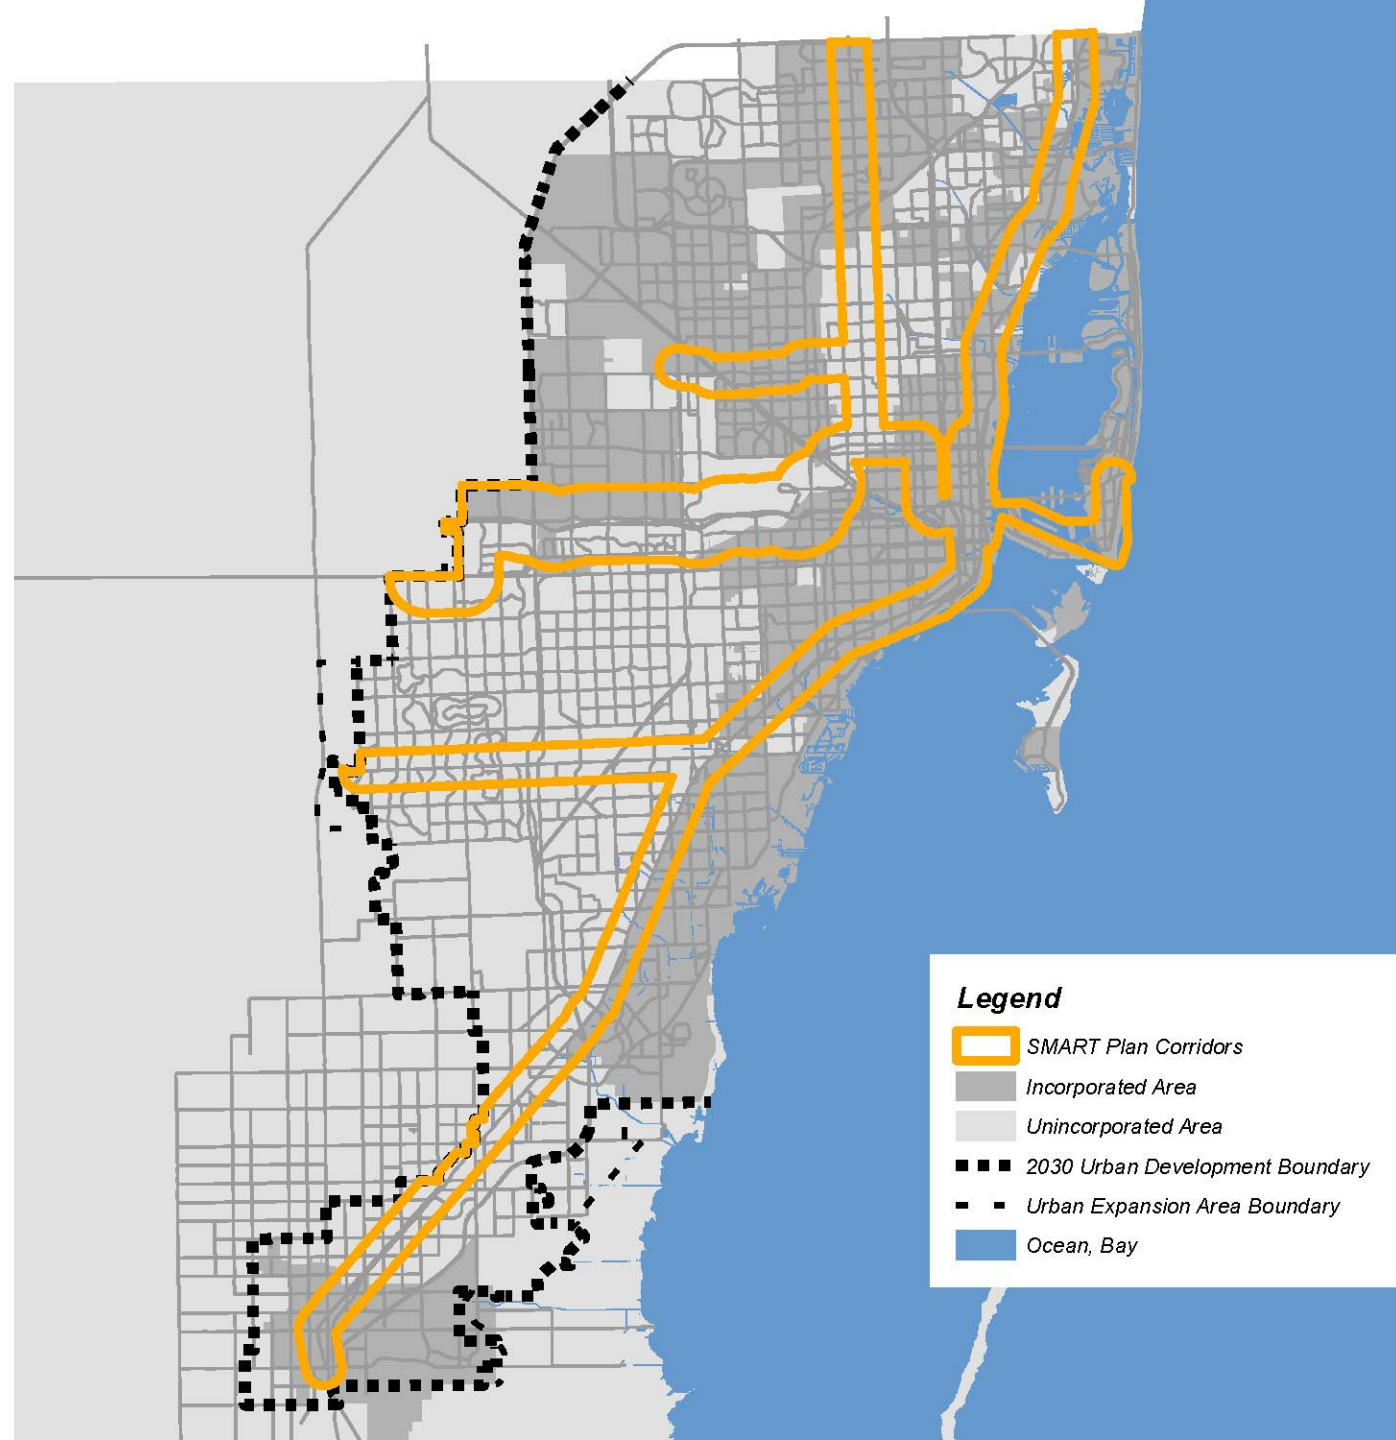 Legend
SMART Plan Corridors
Incorporated Area
Unincorporated Area
2030 Urban Development Boundary
Urban Expansion Area Boundary
Ocean, Bay